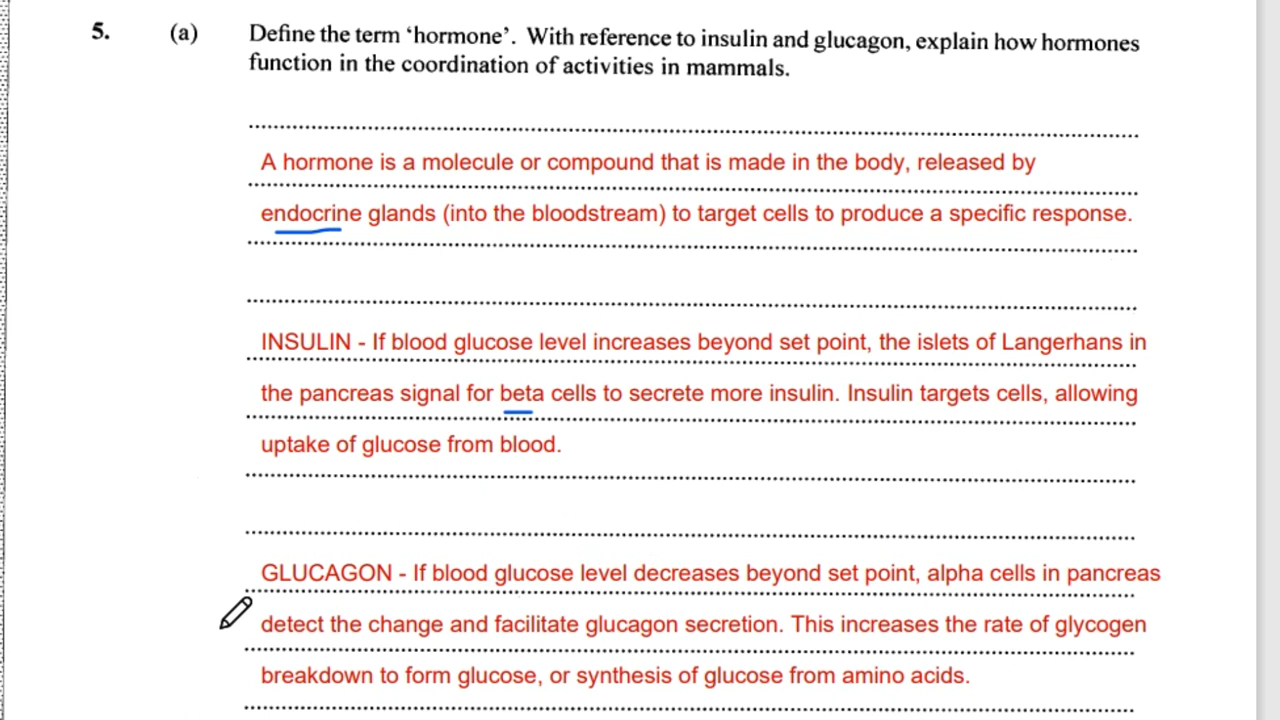 5. (a) Define the term ‘hormone’. With reference to insulin and glucagon, explain how hormones
function in the coordination of activities in mammals.
A hormone is a molecule or compound that is made in the body, released by
endocrine glands (into the bloodstream) to target cells to produce a specific response.
INSULIN - If blood glucose level increases beyond set point, the islets of Langerhans in
the pancreas signal for beta cells to secrete more insulin. Insulin targets cells, allowing
uptake of glucose from blood.
GLUCAGON - If blood glucose level decreases beyond set point, alpha cells in pancreas
detect the change and facilitate glucagon secretion. This increases the rate of glycogen
breakdown to form glucose, or synthesis of glucose from amino acids.